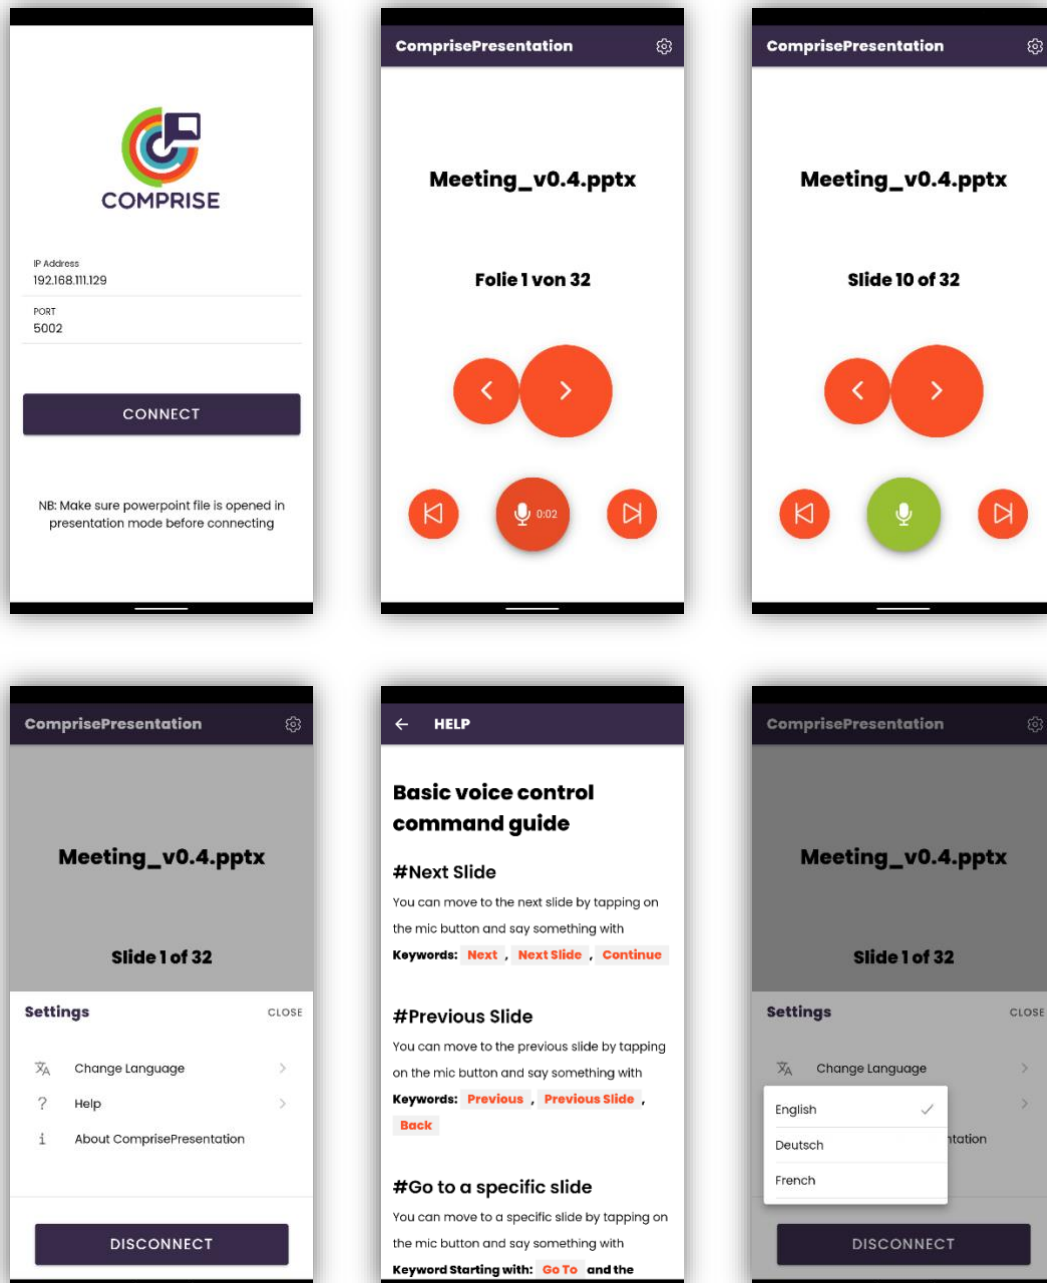 COMPRISE
IP Address
192.168.111.129
PORT
5002
CONNECT
NB: Make sure powerpoint file is opened in
presentation mode before connecting
ComprisePresentation
Meeting_v0.4.pptx
Folie 1 von 32
0:02
ComprisePresentation
Meeting_v0.4.pptx
Slide 10 of 32
ComprisePresentation
Meeting_v0.4.pptx
Slide 1 of 32
Settings CLOSE
Change Language
? Help
i About ComprisePresentation
DISCONNECT
HELP
Basic voice control
command guide
#Next Slide
You can move to the next slide by tapping on
the mic button and say something with
Keywords: Next , Next Slide , Continue
#Previous Slide
You can move to the previous slide by tapping
on the mic button and say something with
Keywords: Previous , Previous Slide ,
Back
#Go to a specific slide
You can move to a specific slide by tapping on
the mic button and say something with
Keyword Starting with: Go To and the
ComprisePresentation
Meeting_v0.4.pptx
Slide 1 of 32
Settings CLOSE
Change Language
English
Deutsch
ntation
French
DISCONNECT